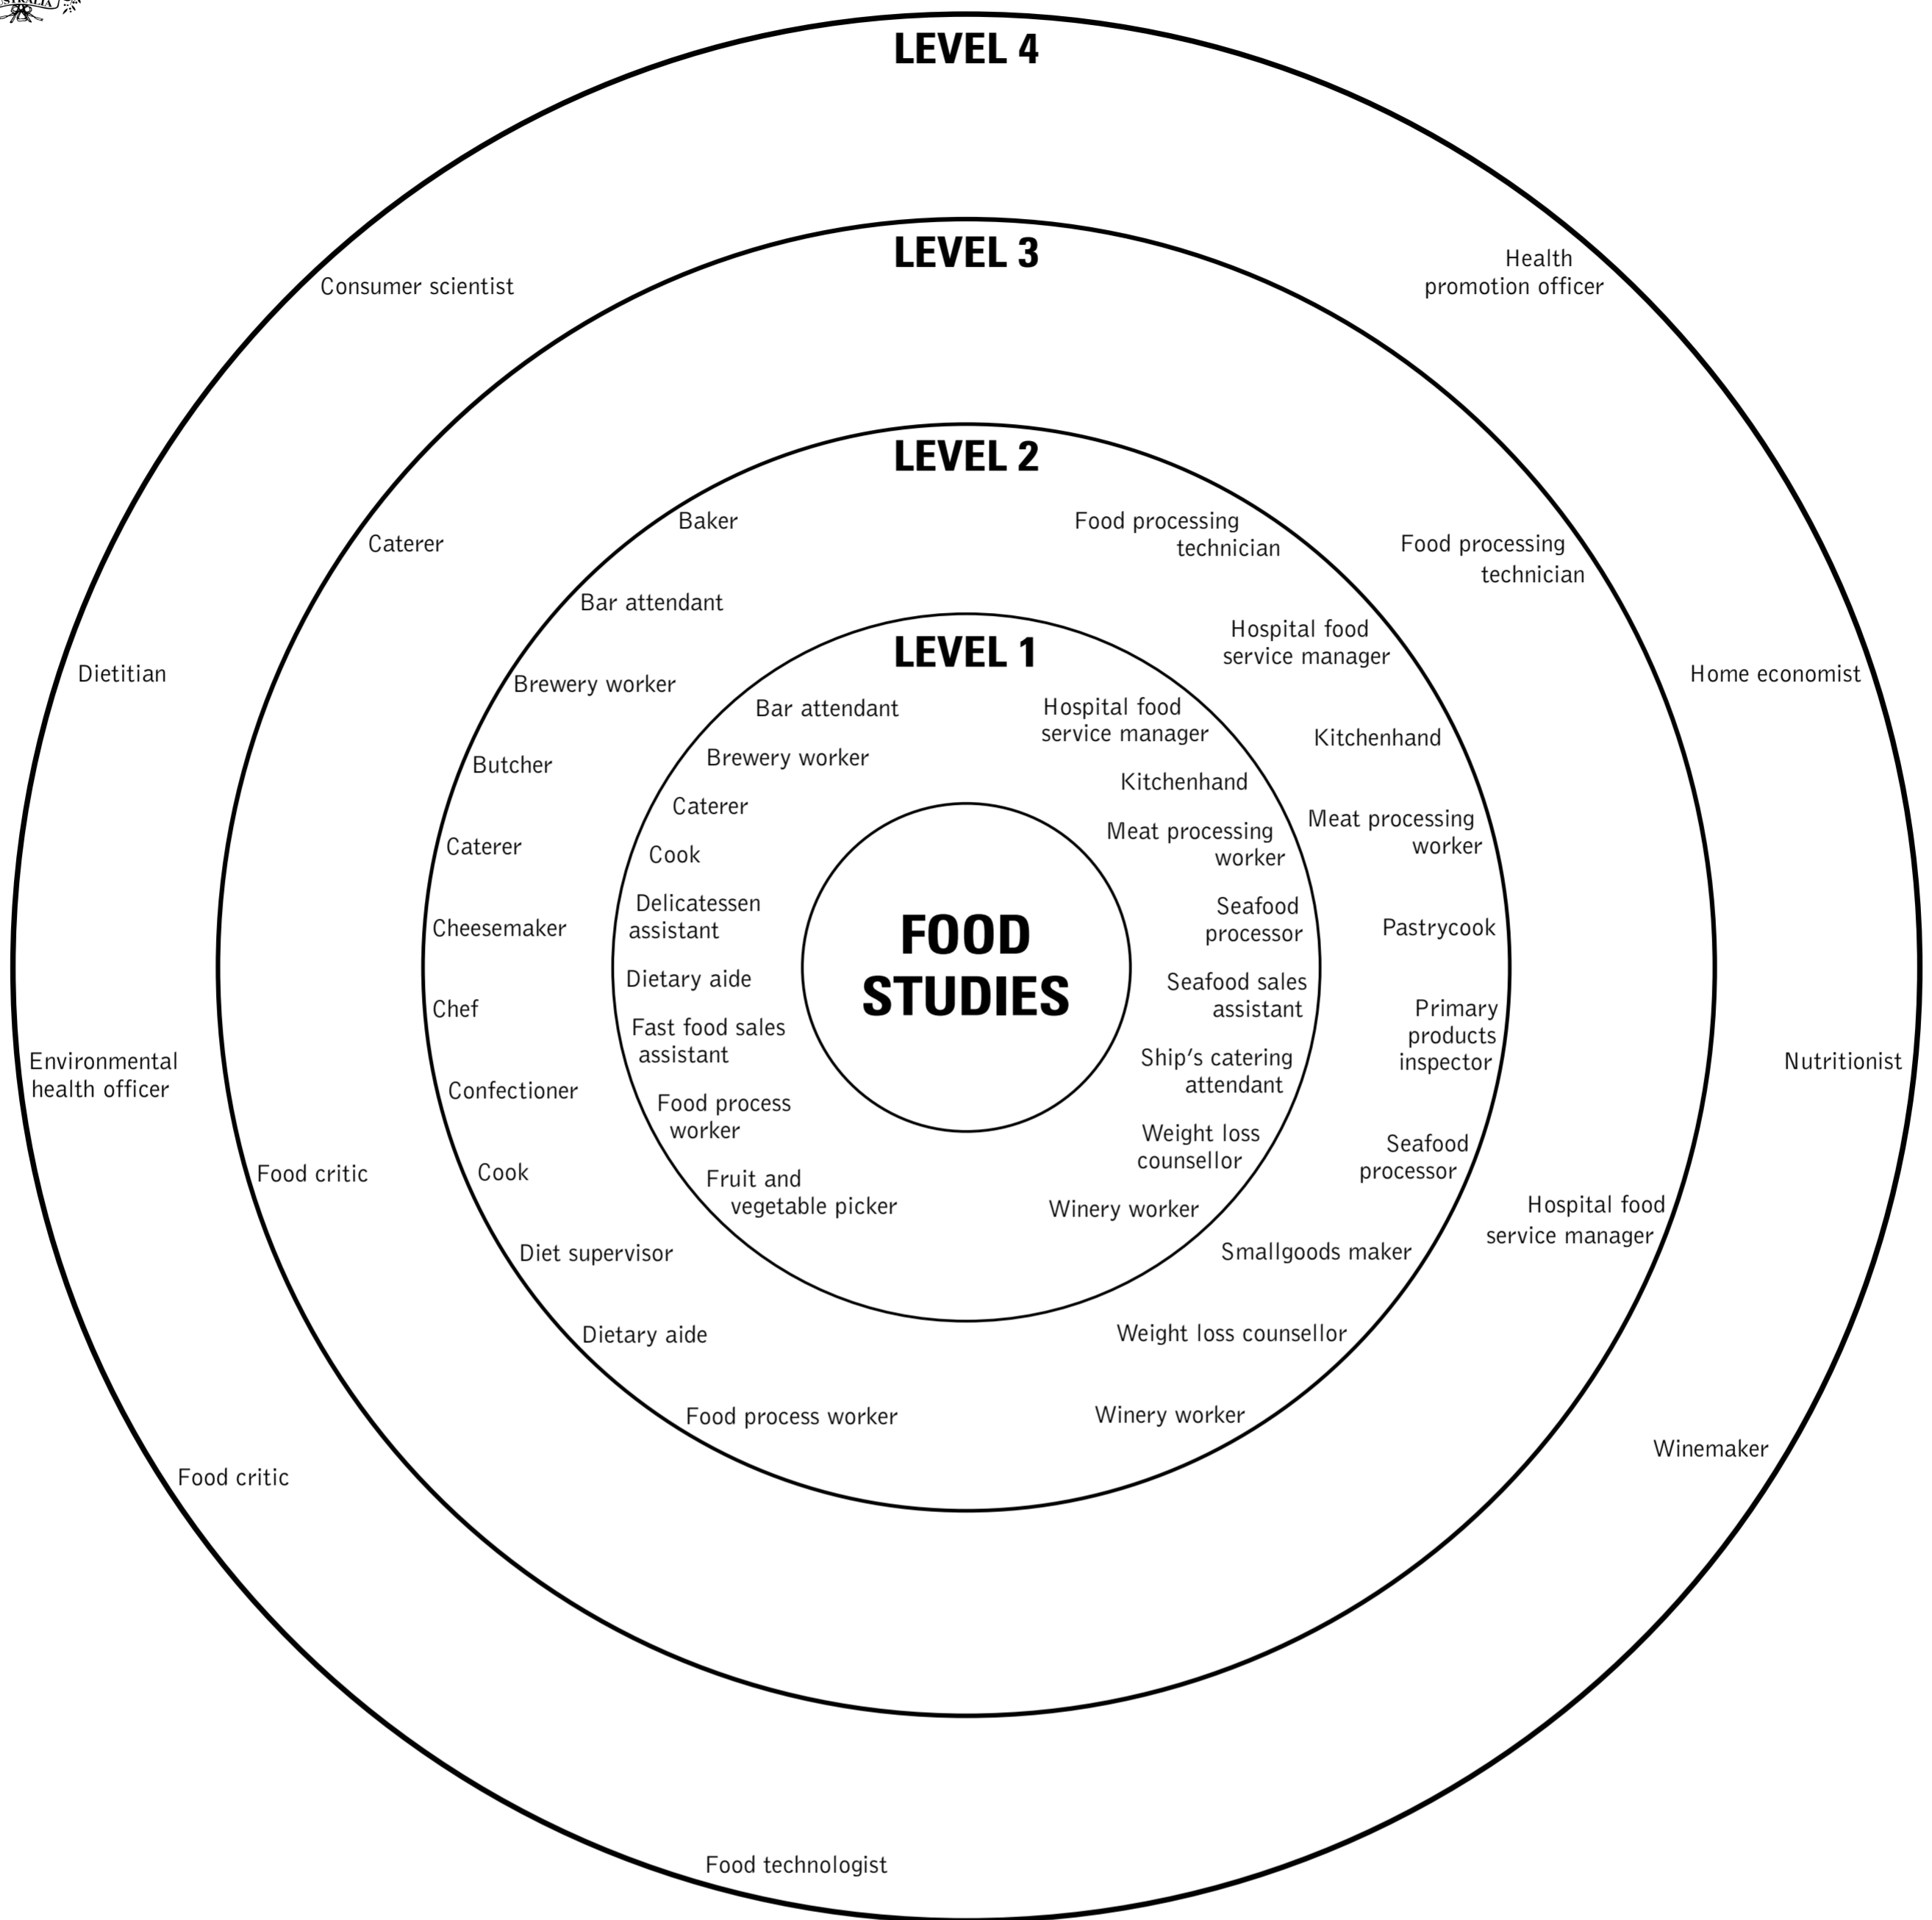 USTRALIA
LEVEL 4
Consumer scientist
Dietitian
Environmental
health officer
Food critic
Food technologist
Health
promotion officer
Home economist
Nutritionist
Winemaker
LEVEL 3
Caterer
Food critic
Food processing
technician
Hospital food
service manager
LEVEL 2
Baker
Bar attendant
Brewery worker
Butcher
Caterer
Cheesemaker
Chef
Confectioner
Cook
Diet supervisor
Dietary aide
Food process worker
Food processing
technician
Hospital food
service manager
Kitchenhand
Meat processing
worker
Pastrycook
Primary
products
inspector
Seafood
processor
Smallgoods maker
Weight loss counsellor
Winery worker
LEVEL 1
Bar attendant
Brewery worker
Caterer
Cook
Delicatessen
assistant
Dietary aide
Fast food sales
assistant
Food process
worker
Fruit and
vegetable picker
Hospital food
service manager
Kitchenhand
Meat processing
worker
Seafood
processor
Seafood sales
assistant
Ship’s catering
attendant
Weight loss
counsellor
Winery worker
FOOD
STUDIES